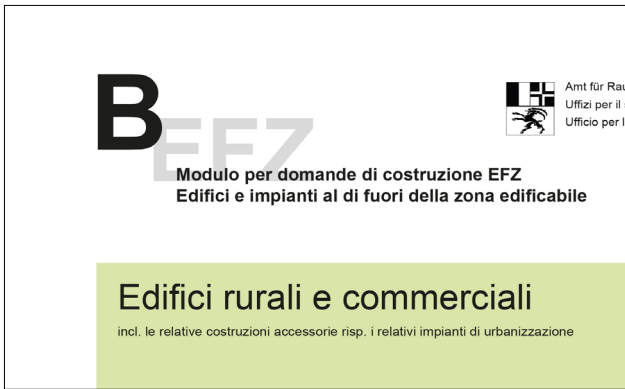 B
EFZ
Amt für
Uffizi per il
Ufficio per
Modulo per domande di costruzione EFZ
Edifici e impianti al di fuori della zona edificabile
Edifici rurali e commerciali
incl. le relative costruzioni accessorie risp. i relativi impianti di urbanizzazione